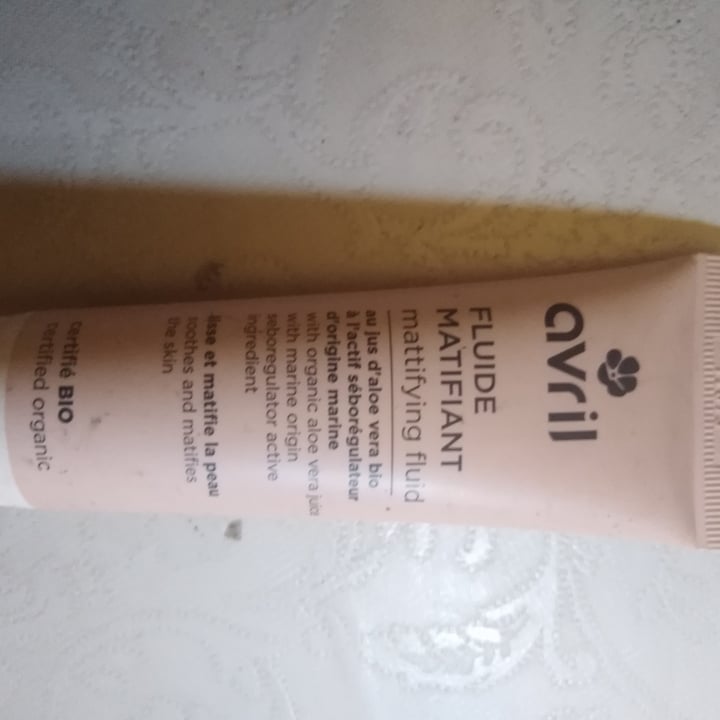 avril
FLUIDE
MATIFIANT
mattifying fluid
au jus d'aloe vera bio
à l'actif séborégulateur
d'origine marine
with organic aloe vera juice
with marine origin
seboregulator active
ingredient
lisse et matifie la peau
soothes and matifies
the skin
certifié BIO
certified organic